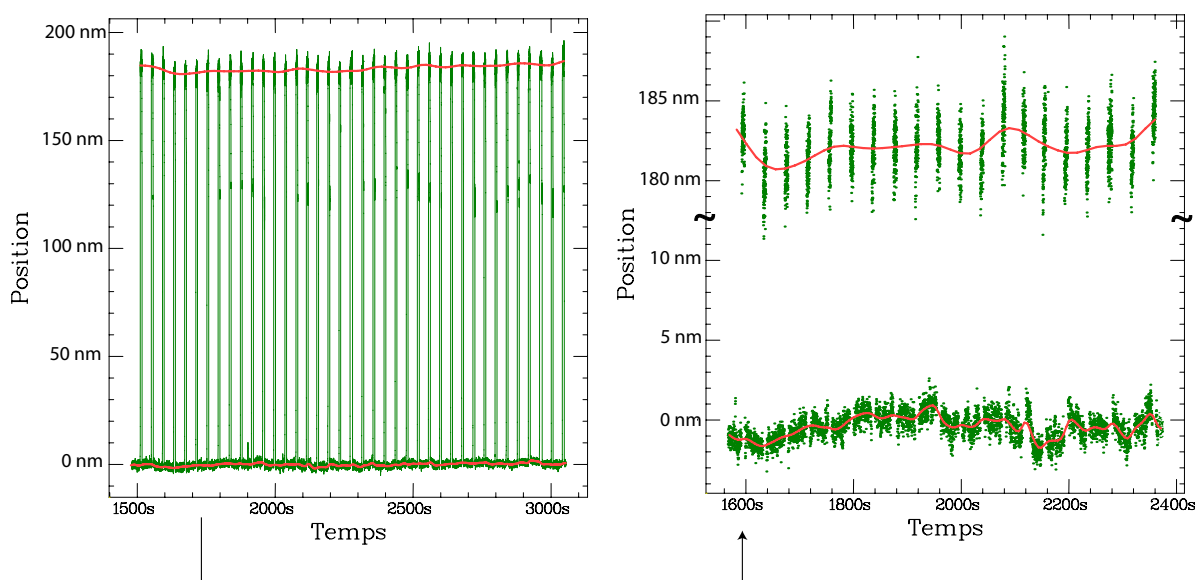 200 nm
150 nm
100 nm
50 nm
0 nm
Position
1500s 2000s 2500s 3000s
Temps
185 nm
180 nm
10 nm
5 nm
0 nm
Position
1600s 1800s 2000s 2200s 2400s
Temps